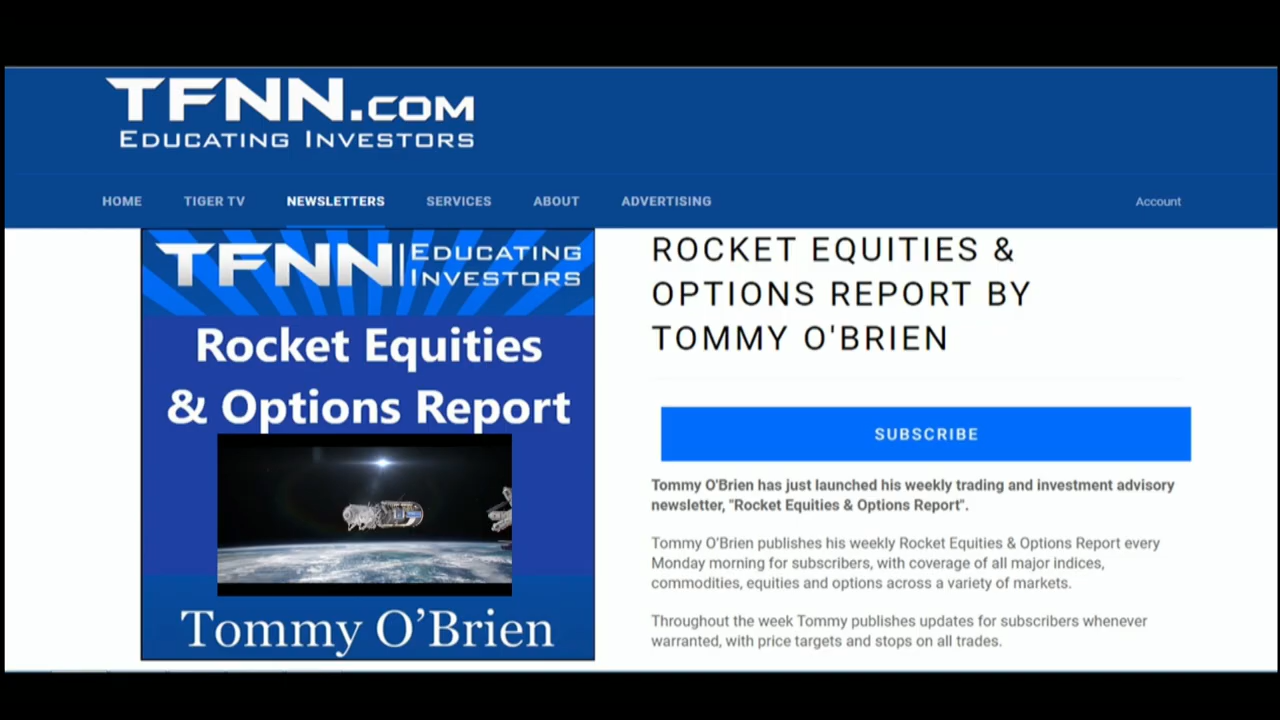 TFNN.COM
EDUCATING INVESTORS
HOME
TIGER TV
NEWSLETTERS
SERVICES
ABOUT
ADVERTISING
Account
TFNN EDUCATING
INVESTORS
Rocket Equities
& Options Report
Tommy O’Brien
ROCKET EQUITIES &
OPTIONS REPORT BY
TOMMY O'BRIEN
SUBSCRIBE
Tommy O'Brien has just launched his weekly trading and investment advisory
newsletter, "Rocket Equities & Options Report".
Tommy O'Brien publishes his weekly Rocket Equities & Options Report every
Monday morning for subscribers, with coverage of all major indices,
commodities, equities and options across a variety of markets.
Throughout the week Tommy publishes updates for subscribers whenever
warranted, with price targets and stops on all trades.